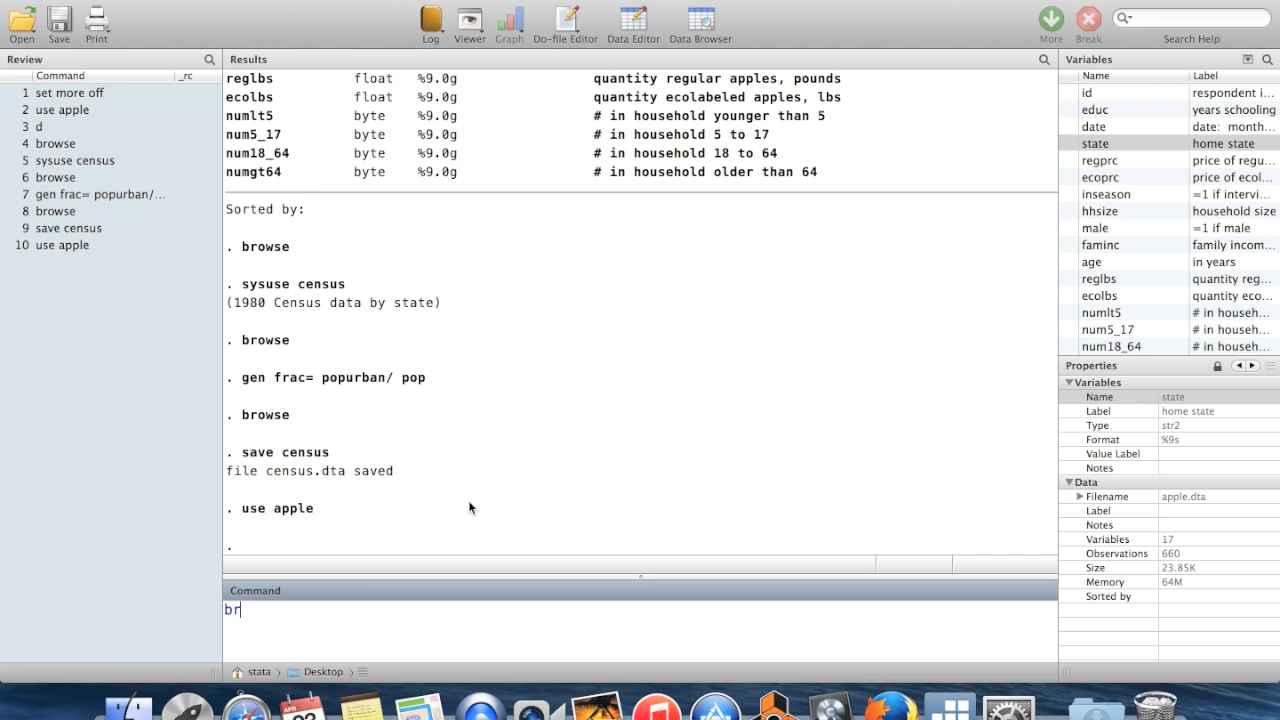 Open Save Print Log Viewer Graph Do-file Editor Data Editor Data Browser More Break Search Help
Review
Command _rc
1 set more off
2 use apple
3 d
4 browse
5 sysuse census
6 browse
7 gen frac= popurban/...
8 browse
9 save census
10 use apple
Results
reglbs float %9.0g quantity regular apples, pounds
ecolbs float %9.0g quantity ecolabeled apples, lbs
numlt5 byte %9.0g # in household younger than 5
num5_17 byte %9.0g # in household 5 to 17
num18_64 byte %9.0g # in household 18 to 64
numgt64 byte %9.0g # in household older than 64
Sorted by:
. browse
. sysuse census
(1980 Census data by state)
. browse
. gen frac= popurban/ pop
. browse
. save census
file census.dta saved
. use apple
.
Command
br
stata Desktop
Variables
Name Label
id respondent i...
educ years schooling
date date: month...
state home state
regprc price of regu...
ecoprc price of ecol...
inseason =1 if intervi...
hhsize household size
male =1 if male
faminc family incom...
age in years
reglbs quantity reg...
ecolbs quantity eco...
numlt5 # in househ...
num5_17 # in househ...
num18_64 # in househ...
Properties
Variables
Name state
Label home state
Type str2
Format %9s
Value Label
Notes
Data
Filename apple.dta
Label
Notes
Variables 17
Observations 660
Size 23.85K
Memory 64M
Sorted by
APR